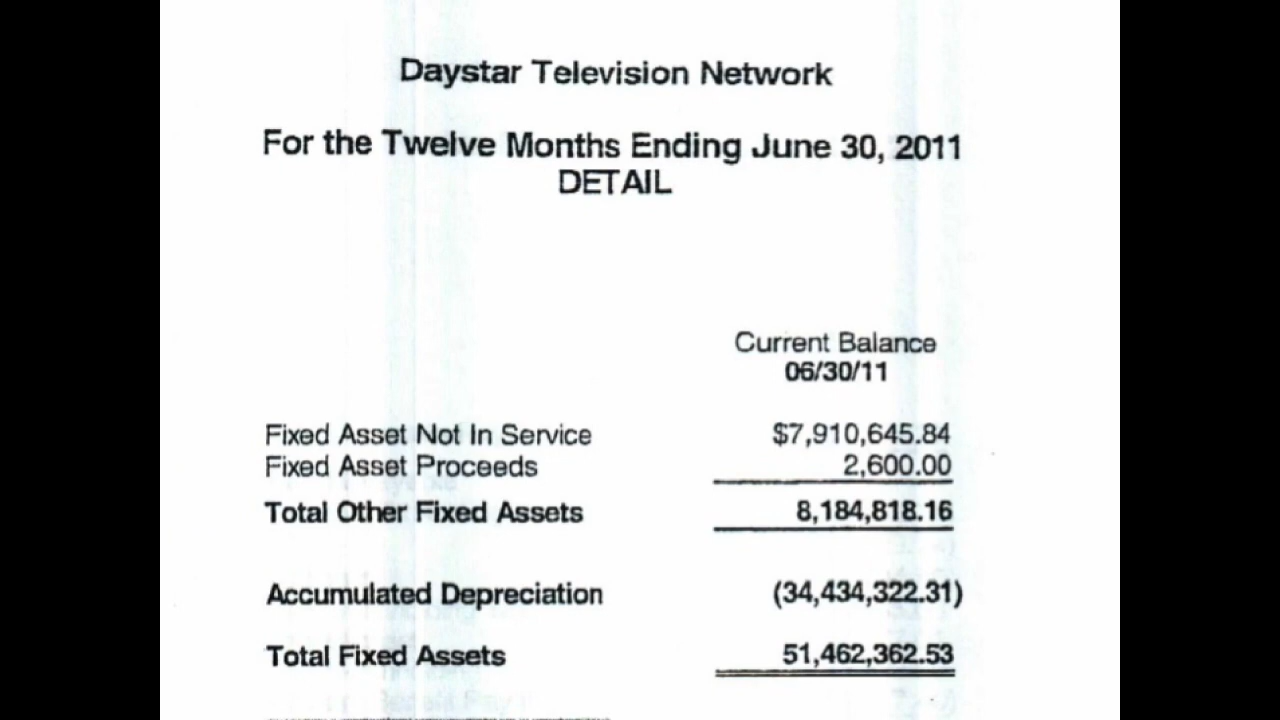 Daystar Television Network
For the Twelve Months Ending June 30, 2011
DETAIL
Current Balance
06/30/11
Fixed Asset Not In Service $7,910,645.84
Fixed Asset Proceeds 2,600.00
Total Other Fixed Assets 8,184,818.16
Accumulated Depreciation (34,434,322.31)
Total Fixed Assets 51,462,362.53